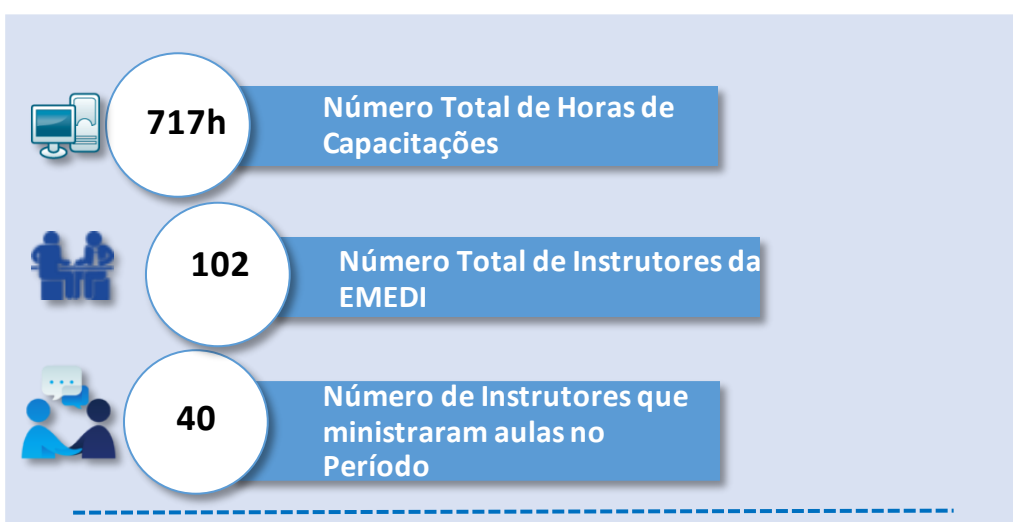 717h
Número Total de Horas de
Capacitações
102
Número Total de Instrutores da
EMEDI
40
Número de Instrutores que
ministraram aulas no
Período